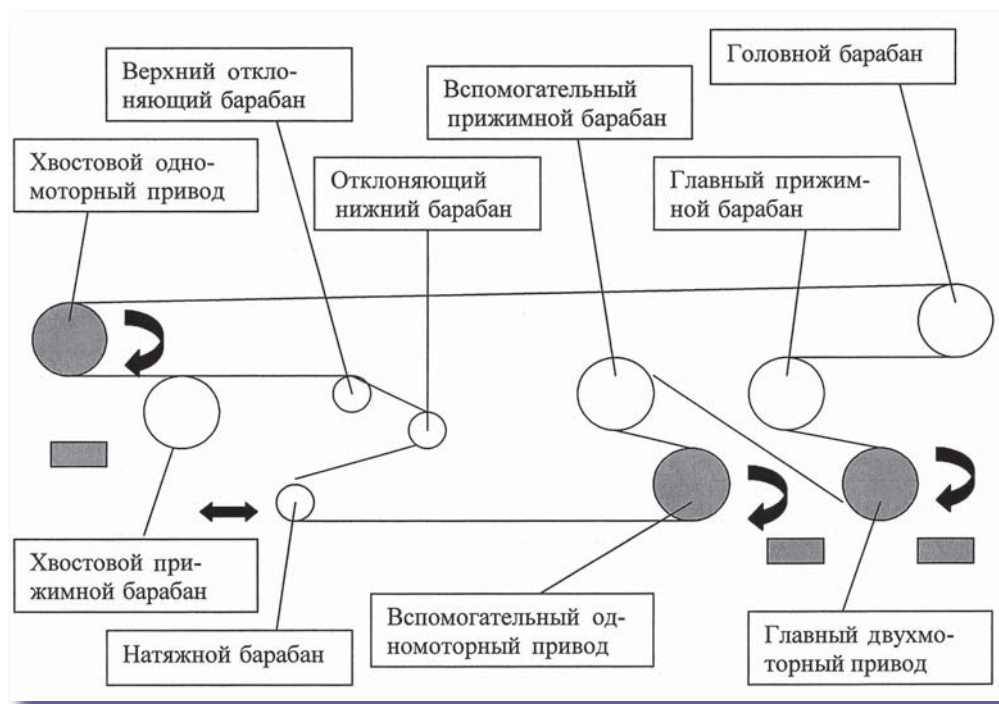 Верхний откло-
няющий барабан
Головной барабан
Вспомогательный
прижимной барабан
Хвостовой одно-
моторный привод
Отклоняющий
нижний барабан
Главный прижим-
ной барабан
Хвостовой при-
жимной барабан
Натяжной барабан
Вспомогательный од-
номоторный привод
Главный двухмо-
торный привод